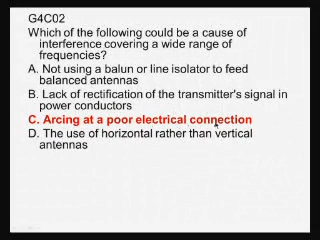 G4C02
Which of the following could be a cause of
interference covering a wide range of
frequencies?
A. Not using a balun or line isolator to feed
balanced antennas
B. Lack of rectification of the transmitter's signal in
power conductors
C. Arcing at a poor electrical connection
D. The use of horizontal rather than vertical
antennas